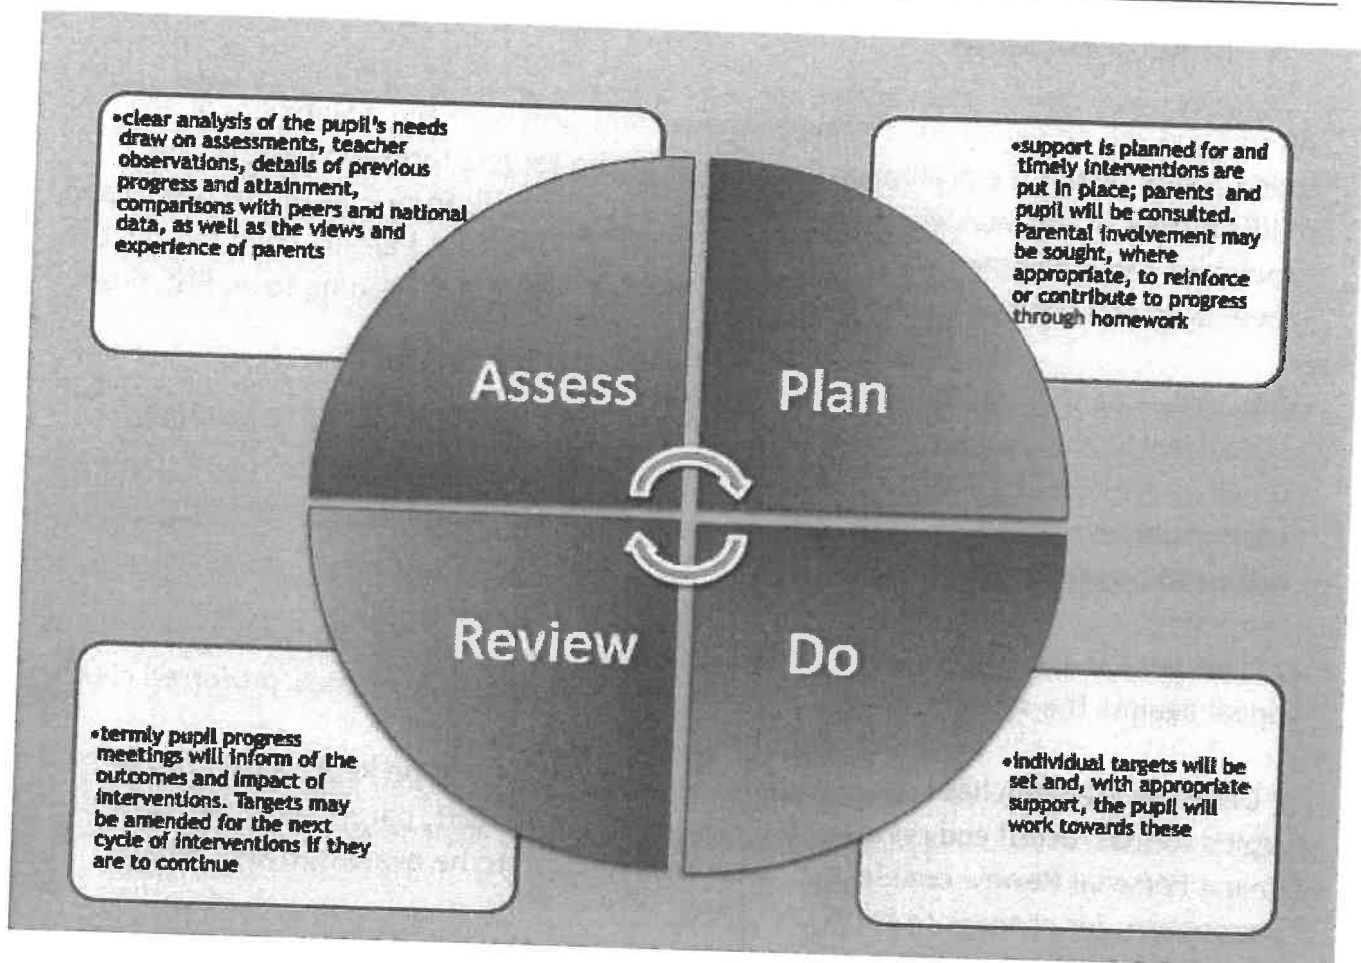 •clear analysis of the pupil's needs
draw on assessments, teacher
observations, details of previous
progress and attainment,
comparisons with peers and national
data, as well as the views and
experience of parents
•support is planned for and
timely interventions are
put in place; parents and
pupil will be consulted.
Parental involvement may
be sought, where
appropriate, to reinforce
or contribute to progress
through homework
Assess
Plan
Review
Do
•termly pupil progress
meetings will inform of the
outcomes and impact of
interventions. Targets may
be amended for the next
cycle of interventions if they
are to continue
•individual targets will be
set and, with appropriate
support, the pupil will
work towards these